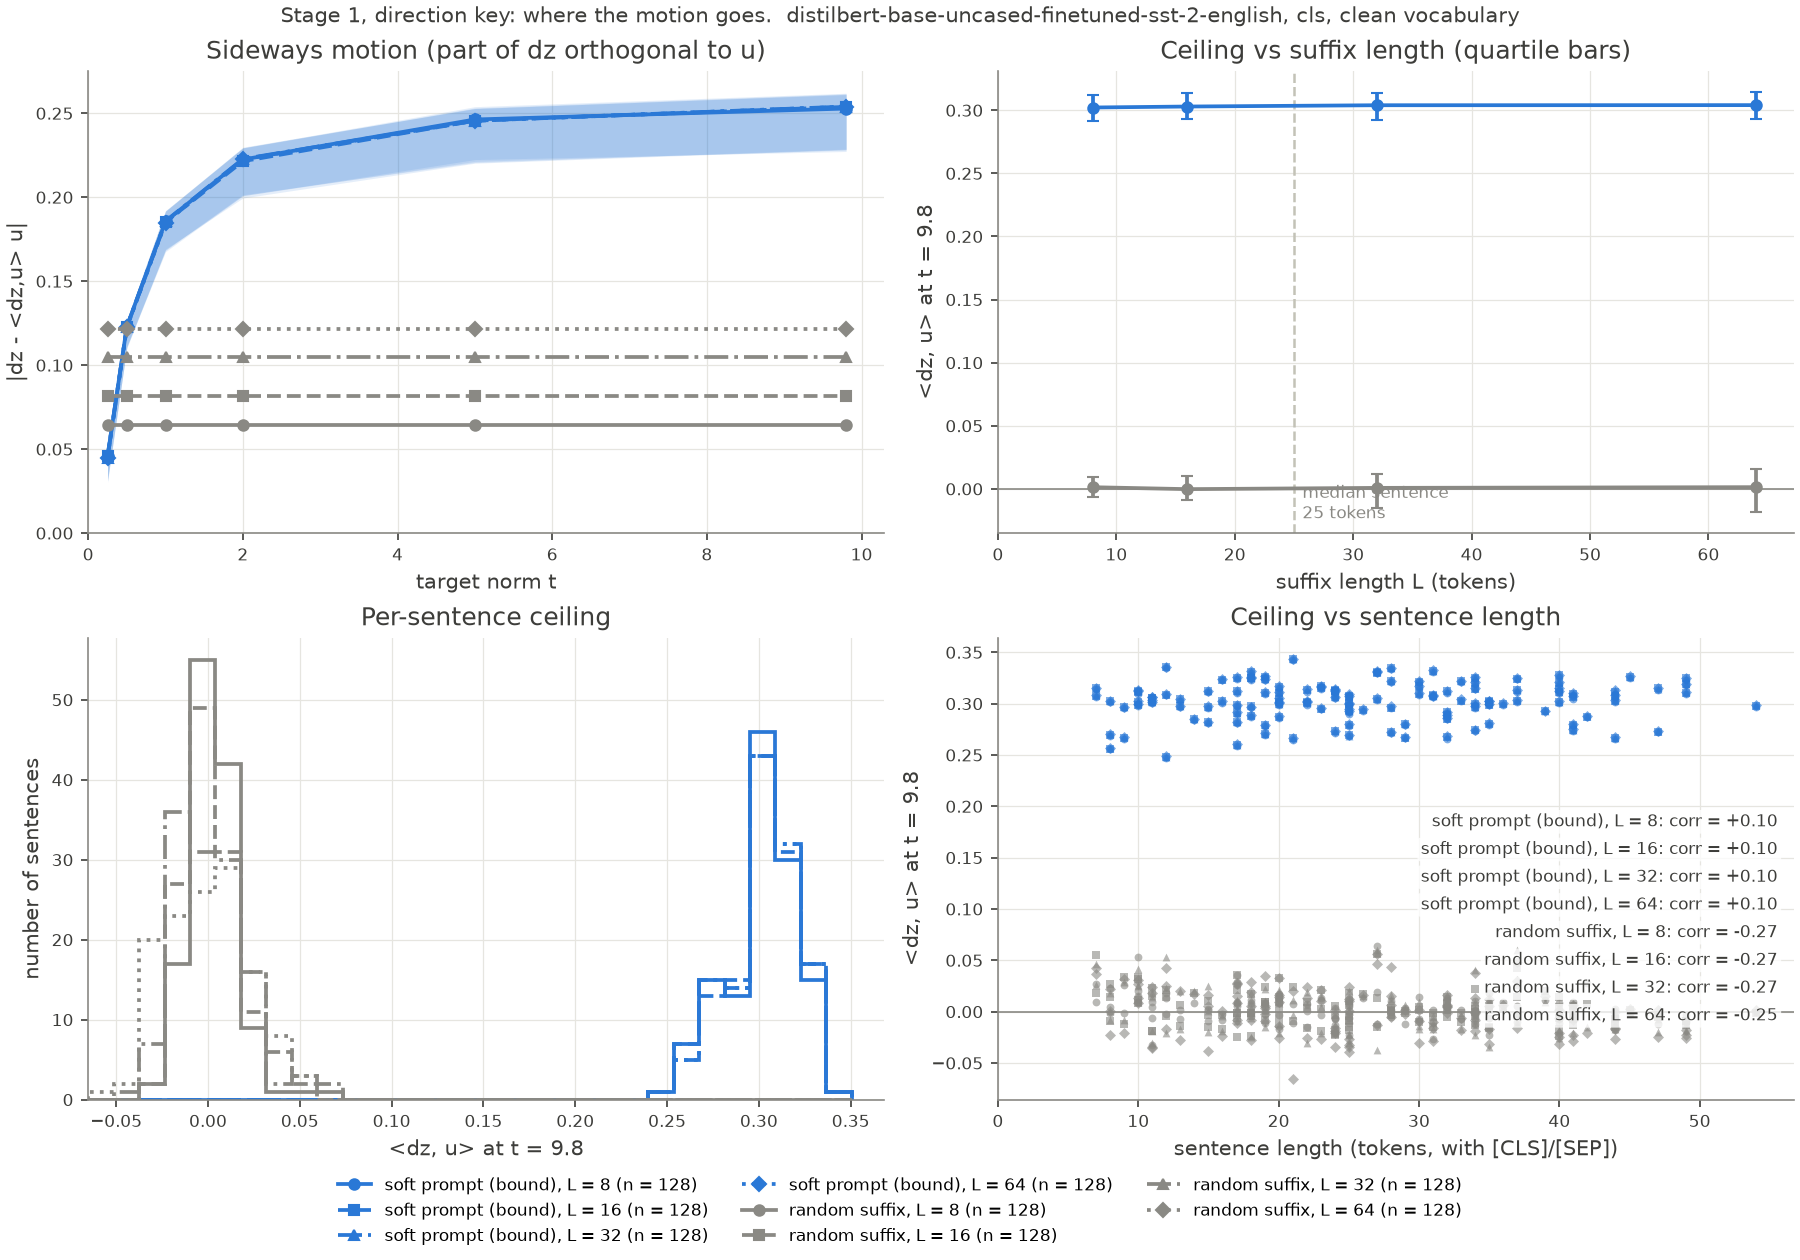 Stage 1, direction key: where the motion goes.  distilbert-base-uncased-finetuned-sst-2-english, cls, clean vocabulary
Sideways motion (part of dz orthogonal to u)
|dz - <dz,u> u|
0.25
0.20
0.15
0.10
0.05
0.00
0 2 4 6 8 10
target norm t
Ceiling vs suffix length (quartile bars)
<dz, u> at t = 9.8
0.30
0.25
0.20
0.15
0.10
0.05
0.00
median sentence
25 tokens
0 10 20 30 40 50 60
suffix length L (tokens)
Per-sentence ceiling
number of sentences
50
40
30
20
10
0
−0.05 0.00 0.05 0.10 0.15 0.20 0.25 0.30 0.35
<dz, u> at t = 9.8
Ceiling vs sentence length
<dz, u> at t = 9.8
0.35
0.30
0.25
0.20
0.15
0.10
0.05
0.00
−0.05
soft prompt (bound), L = 8: corr = +0.10
soft prompt (bound), L = 16: corr = +0.10
soft prompt (bound), L = 32: corr = +0.10
soft prompt (bound), L = 64: corr = +0.10
random suffix, L = 8: corr = -0.27
random suffix, L = 16: corr = -0.27
random suffix, L = 32: corr = -0.27
random suffix, L = 64: corr = -0.25
0 10 20 30 40 50
sentence length (tokens, with [CLS]/[SEP])
soft prompt (bound), L = 8 (n = 128)
soft prompt (bound), L = 16 (n = 128)
soft prompt (bound), L = 32 (n = 128)
soft prompt (bound), L = 64 (n = 128)
random suffix, L = 8 (n = 128)
random suffix, L = 16 (n = 128)
random suffix, L = 32 (n = 128)
random suffix, L = 64 (n = 128)